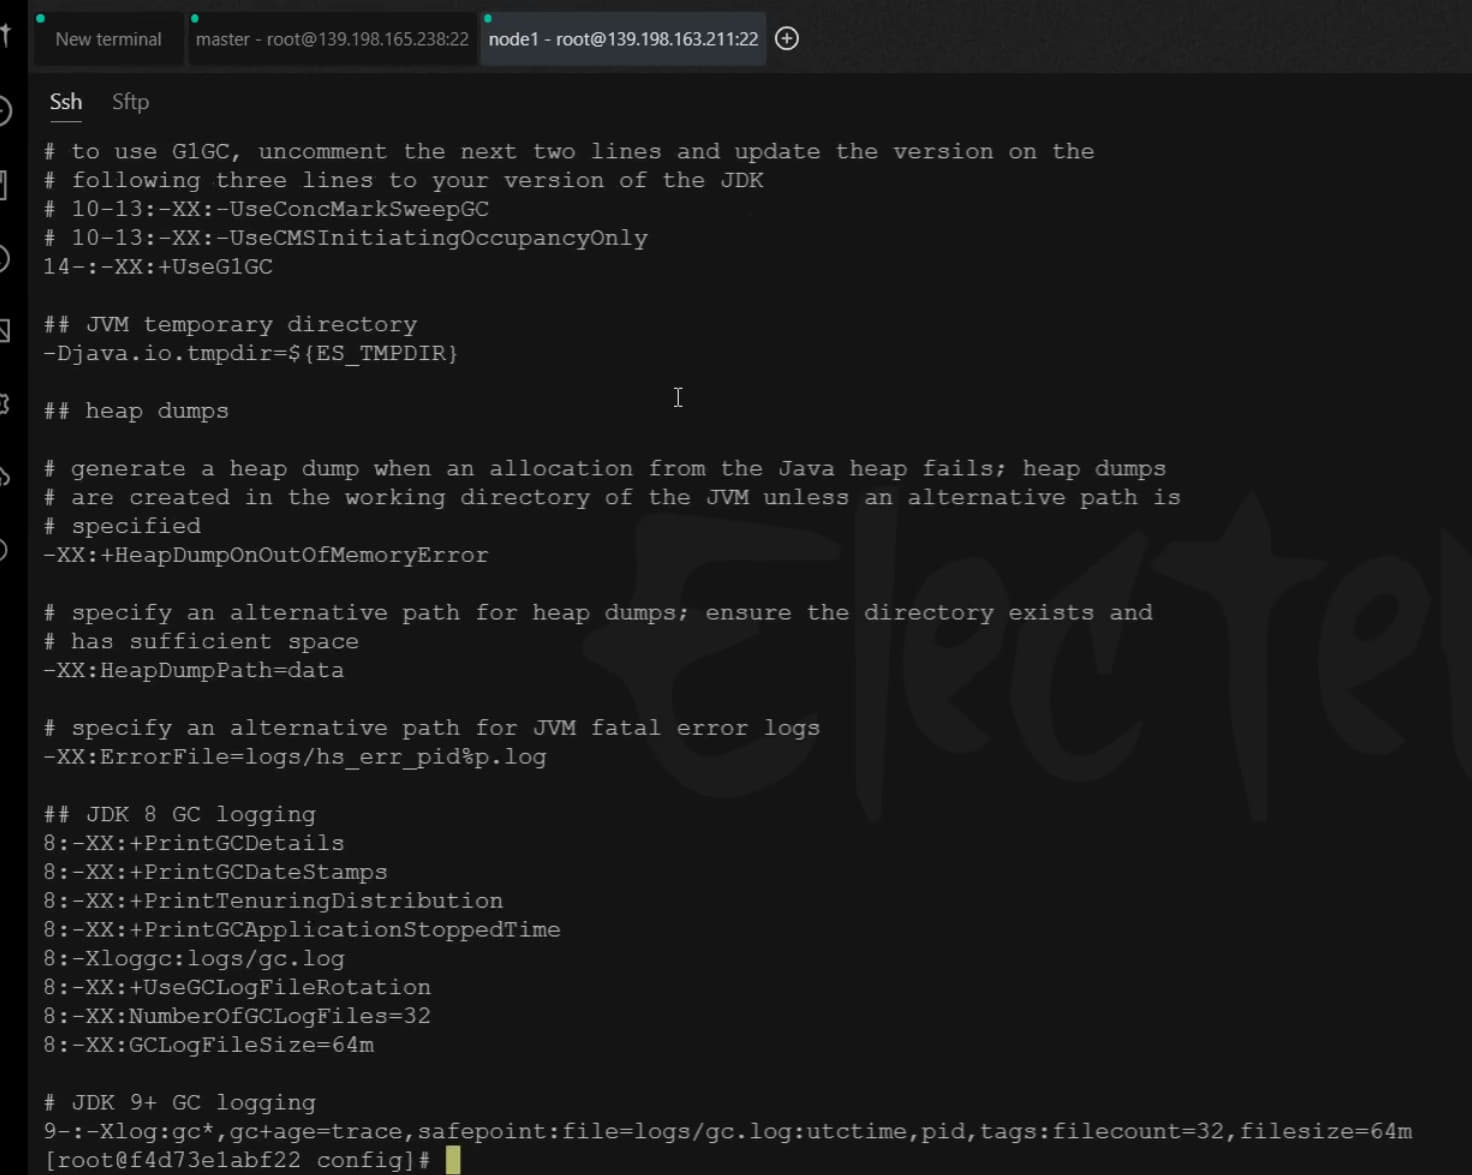 New terminal
master - root@139.198.165.238:22
node1 - root@139.198.163.211:22
Ssh
Sftp
# to use G1GC, uncomment the next two lines and update the version on the
# following three lines to your version of the JDK
# 10-13:-XX:-UseConcMarkSweepGC
# 10-13:-XX:-UseCMSInitiatingOccupancyOnly
14-:-XX:+UseG1GC
## JVM temporary directory
-Djava.io.tmpdir=${ES_TMPDIR}
## heap dumps
# generate a heap dump when an allocation from the Java heap fails; heap dumps
# are created in the working directory of the JVM unless an alternative path is
# specified
-XX:+HeapDumpOnOutOfMemoryError
# specify an alternative path for heap dumps; ensure the directory exists and
# has sufficient space
-XX:HeapDumpPath=data
# specify an alternative path for JVM fatal error logs
-XX:ErrorFile=logs/hs_err_pid%p.log
## JDK 8 GC logging
8:-XX:+PrintGCDetails
8:-XX:+PrintGCDateStamps
8:-XX:+PrintTenuringDistribution
8:-XX:+PrintGCApplicationStoppedTime
8:-Xloggc:logs/gc.log
8:-XX:+UseGCLogFileRotation
8:-XX:NumberOfGCLogFiles=32
8:-XX:GCLogFileSize=64m
# JDK 9+ GC logging
9-:-Xlog:gc*,gc+age=trace,safepoint:file=logs/gc.log:utctime,pid,tags:filecount=32,filesize=64m
[root@f4d73e1abf22 config]#